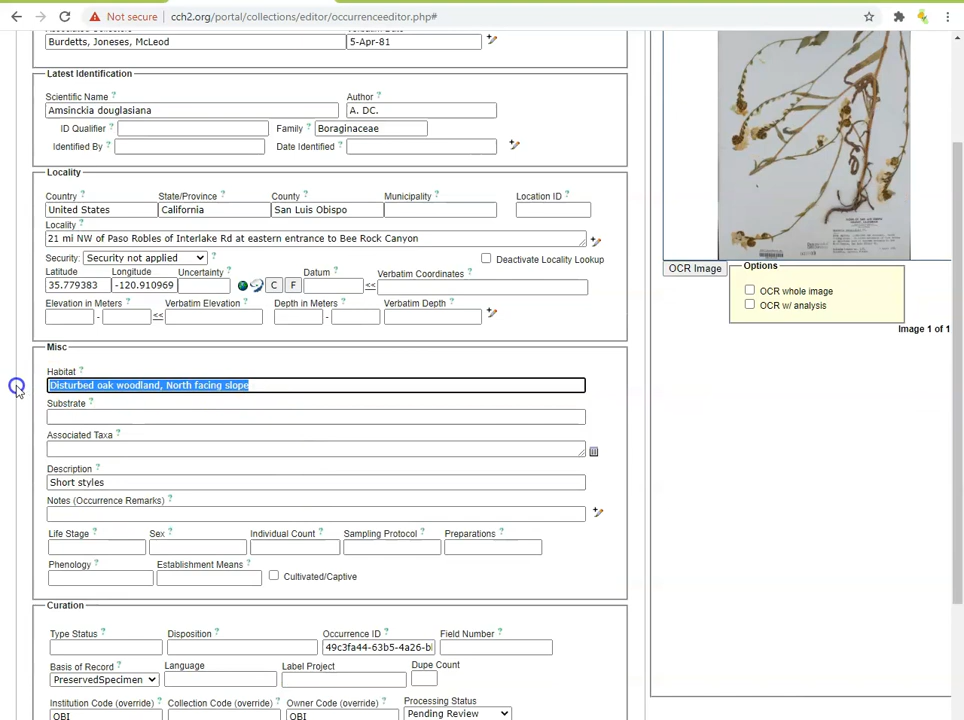 Not secure cch2.org/portal/collections/editor/occurrenceeditor.php#
Burdetts, Joneses, McLeod 5-Apr-81
Latest Identification
Scientific Name ? Author ?
Amsinckia douglasiana A. DC.
ID Qualifier ? Family ? Boraginaceae
Identified By ? Date Identified ?
Locality
Country ? State/Province ? County ? Municipality ? Location ID ?
United States California San Luis Obispo
Locality ?
21 mi NW of Paso Robles of Interlake Rd at eastern entrance to Bee Rock Canyon
Security: Security not applied ? Deactivate Locality Lookup
Latitude Longitude Uncertainty ? Datum ? Verbatim Coordinates ?
35.779383 -120.910969 C F <<
Elevation in Meters ? Verbatim Elevation Depth in Meters ? Verbatim Depth ?
- << -
Misc
Habitat ?
Disturbed oak woodland, North facing slope
Substrate ?
Associated Taxa ?
Description ?
Short styles
Notes (Occurrence Remarks) ?
Life Stage ? Sex ? Individual Count ? Sampling Protocol ? Preparations ?
Phenology ? Establishment Means ? Cultivated/Captive
Curation
Type Status ? Disposition ? Occurrence ID ? Field Number ?
49c3fa44-63b5-4a26-b
Basis of Record ? Language Label Project ? Dupe Count
PreservedSpecimen
Institution Code (override) ? Collection Code (override) ? Owner Code (override) ? Processing Status ?
OBI OBI Pending Review
OCR Image
Options
OCR whole image
OCR w/ analysis
Image 1 of 1